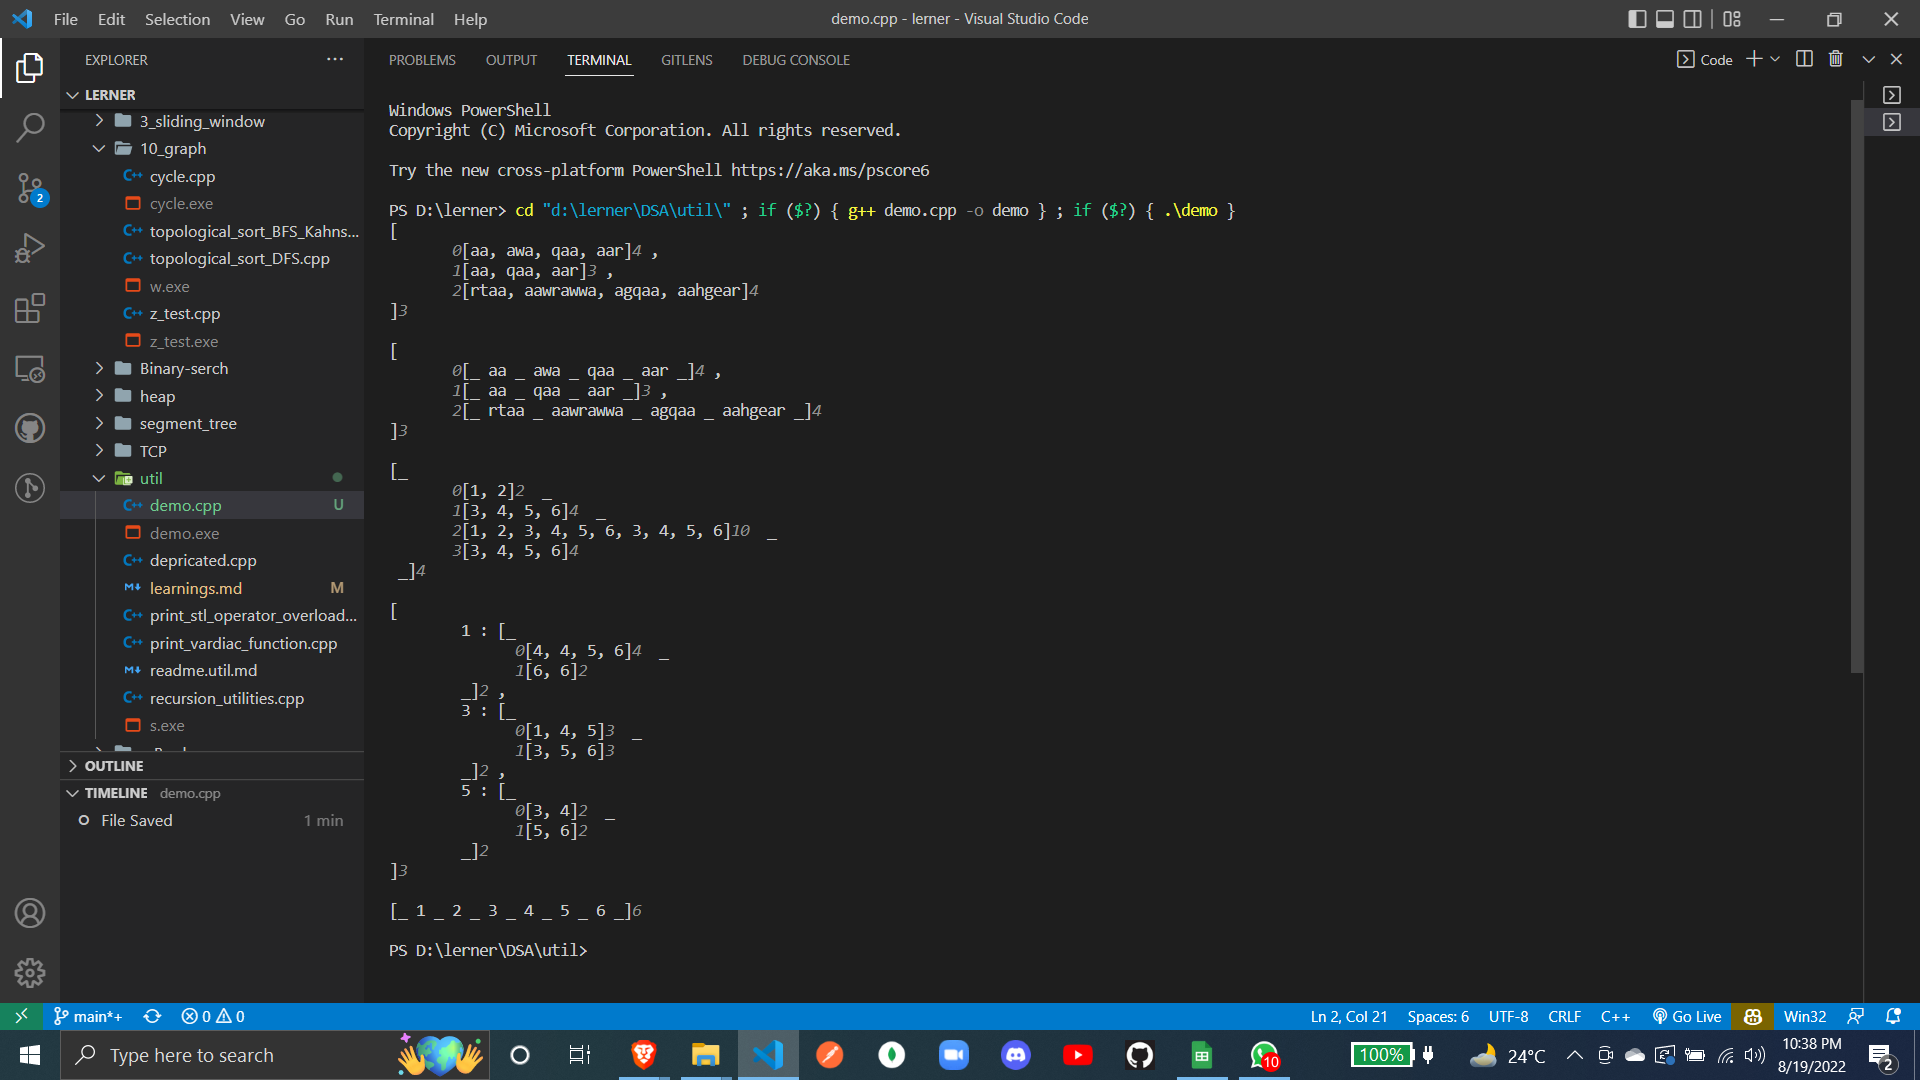 File Edit Selection View Go Run Terminal Help
demo.cpp - lerner - Visual Studio Code
EXPLORER
LERNER
3_sliding_window
10_graph
cycle.cpp
cycle.exe
topological_sort_BFS_Kahns...
topological_sort_DFS.cpp
w.exe
z_test.cpp
z_test.exe
Binary-serch
heap
segment_tree
TCP
util
demo.cpp U
demo.exe
depricated.cpp
learnings.md M
print_stl_operator_overload...
print_vardiac_function.cpp
readme.util.md
recursion_utilities.cpp
s.exe
OUTLINE
TIMELINE demo.cpp
File Saved 1 min
2
PROBLEMS OUTPUT TERMINAL GITLENS DEBUG CONSOLE
Code
Windows PowerShell
Copyright (C) Microsoft Corporation. All rights reserved.
Try the new cross-platform PowerShell https://aka.ms/pscore6
PS D:\lerner> cd "d:\lerner\DSA\util\" ; if ($?) { g++ demo.cpp -o demo } ; if ($?) { .\demo }
[
0[aa, awa, qaa, aar]4 ,
1[aa, qaa, aar]3 ,
2[rtaa, aawrawwa, agqaa, aahgear]4
]3
[
0[_ aa _ awa _ qaa _ aar _]4 ,
1[_ aa _ qaa _ aar _]3 ,
2[_ rtaa _ aawrawwa _ agqaa _ aahgear _]4
]3
[_
0[1, 2]2 _
1[3, 4, 5, 6]4 _
2[1, 2, 3, 4, 5, 6, 3, 4, 5, 6]10 _
3[3, 4, 5, 6]4
_]4
[
1 : [_
0[4, 4, 5, 6]4 _
1[6, 6]2
_]2 ,
3 : [_
0[1, 4, 5]3 _
1[3, 5, 6]3
_]2 ,
5 : [_
0[3, 4]2 _
1[5, 6]2
_]2
]3
[_ 1 _ 2 _ 3 _ 4 _ 5 _ 6 _]6
PS D:\lerner\DSA\util>
main*+ 0 0
Ln 2, Col 21 Spaces: 6 UTF-8 CRLF C++ Go Live Win32
Type here to search
10
100%
24°C
10:38 PM
8/19/2022
2